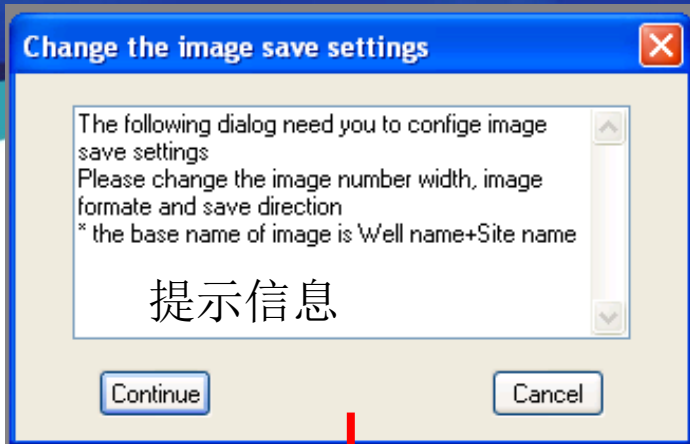 Change the image save settings
The following dialog need you to confige image
save settings
Please change the image number width, image
formate and save direction
* the base name of image is Well name+Site name
提示信息
Continue
Cancel